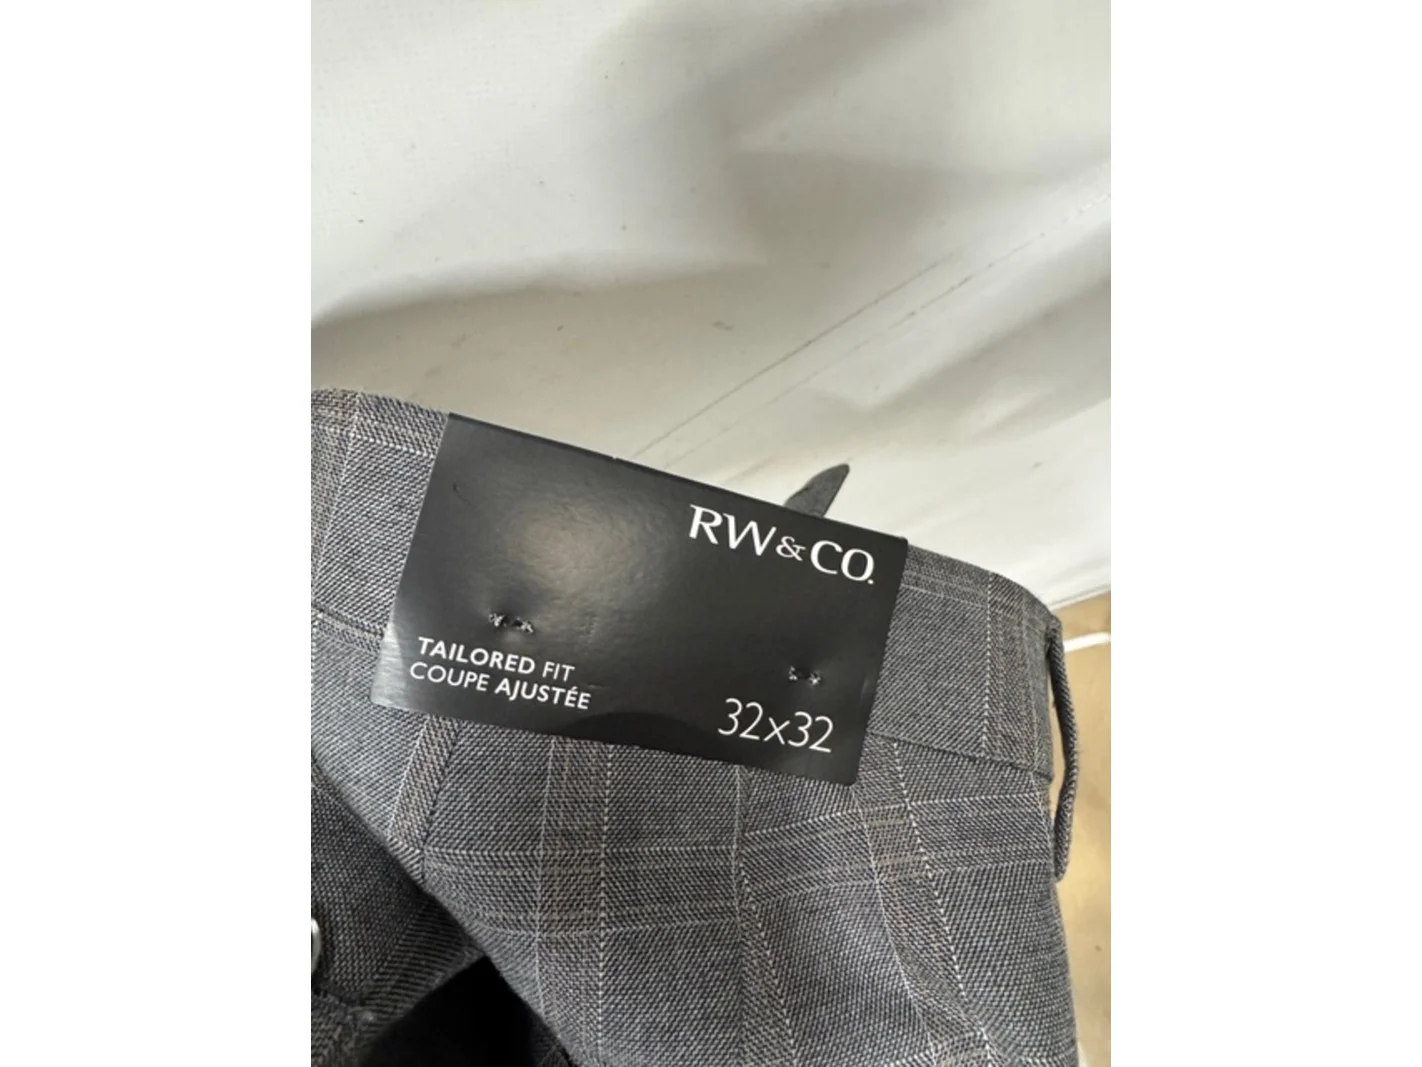 RW&CO.
TAILORED FIT
COUPE AJUSTÉE
32x32